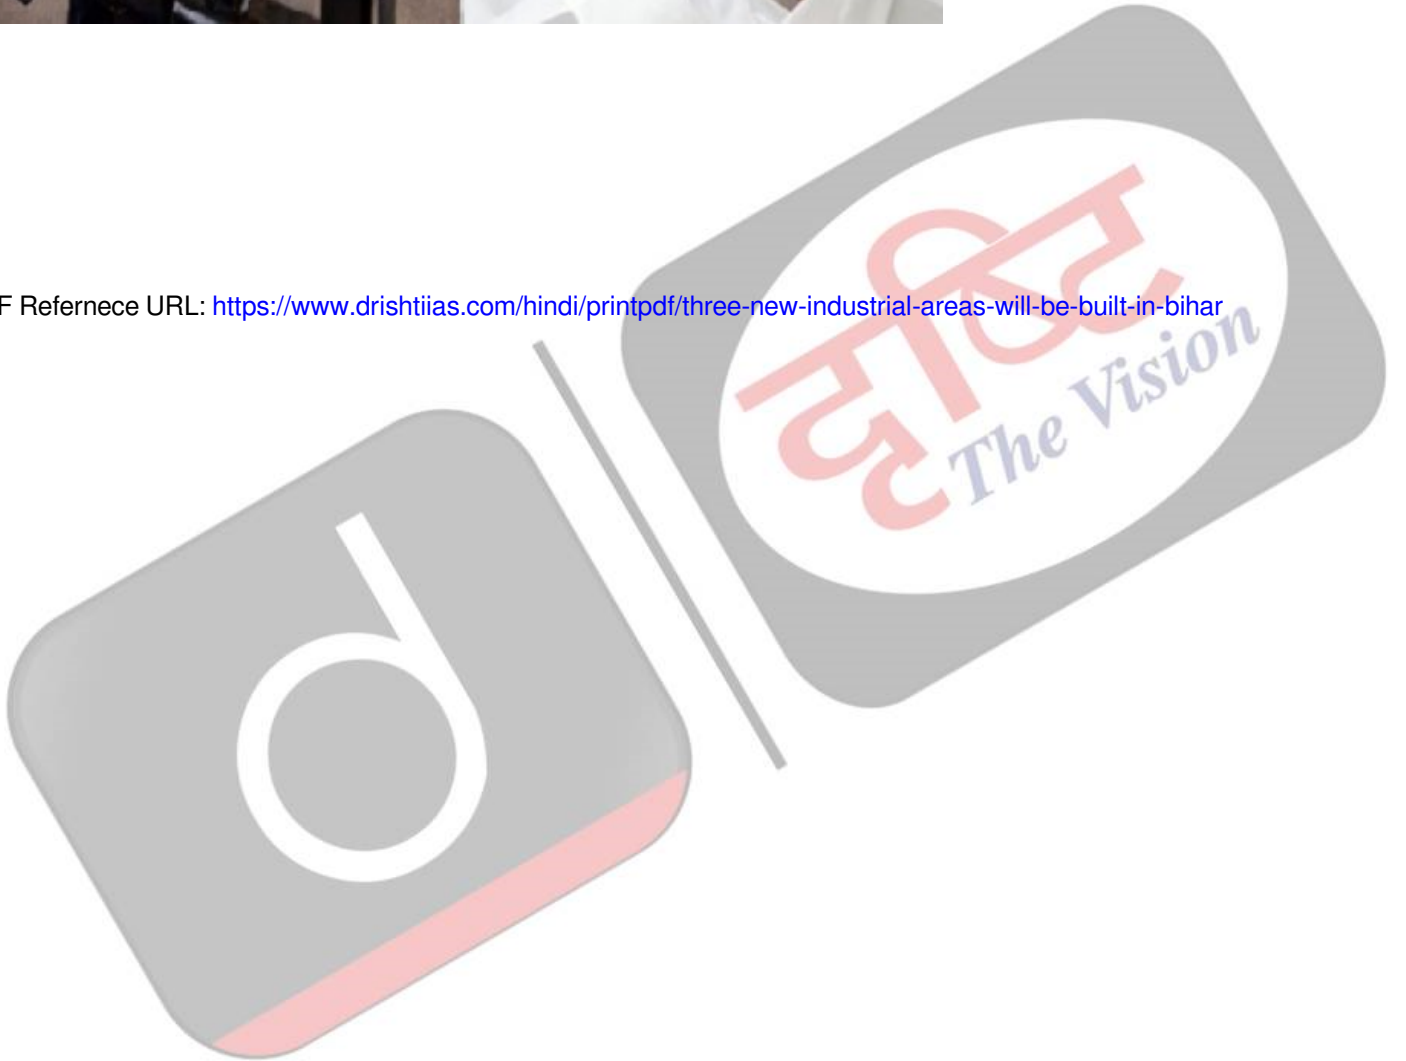 F Refernece URL: https://www.drishtiias.com/hindi/printpdf/three-new-industrial-areas-will-be-built-in-bihar
दृष्टि
The Vision
d